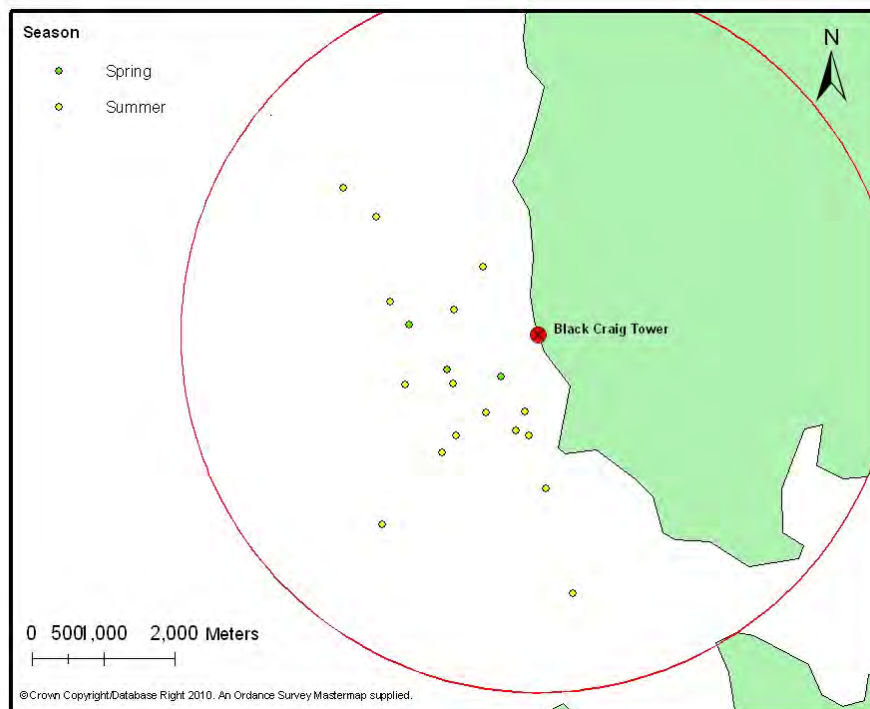 Season
Spring
Summer
N
Black Craig Tower
0 5001,000 2,000 Meters
© Crown Copyright/Database Right 2010. An Ordance Survey Mastermap supplied.